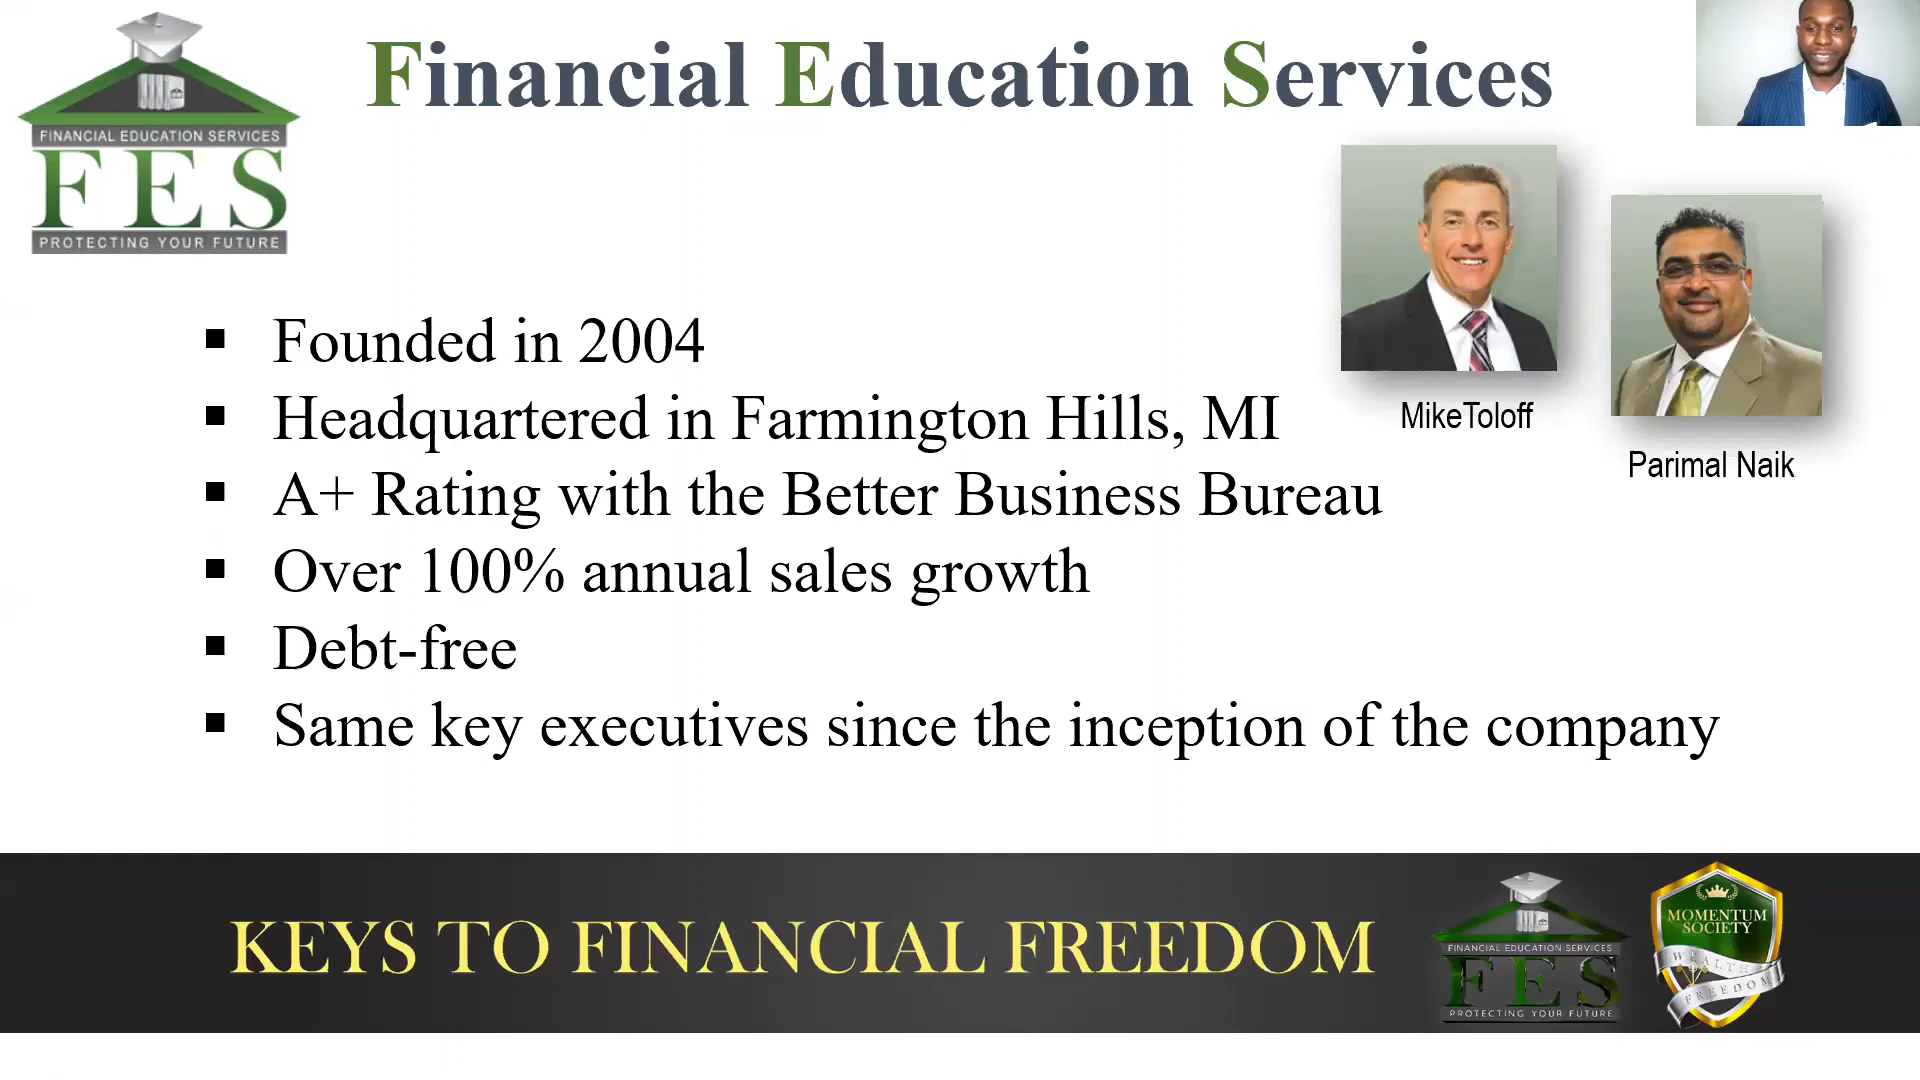 Financial Education Services
FINANCIAL EDUCATION SERVICES
FES
PROTECTING YOUR FUTURE
MikeToloff
Parimal Naik
▪ Founded in 2004
▪ Headquartered in Farmington Hills, MI
▪ A+ Rating with the Better Business Bureau
▪ Over 100% annual sales growth
▪ Debt-free
▪ Same key executives since the inception of the company
KEYS TO FINANCIAL FREEDOM
FINANCIAL EDUCATION SERVICES
FES
PROTECTING YOUR FUTURE
MOMENTUM
SOCIETY
WEALTH
FREEDOM